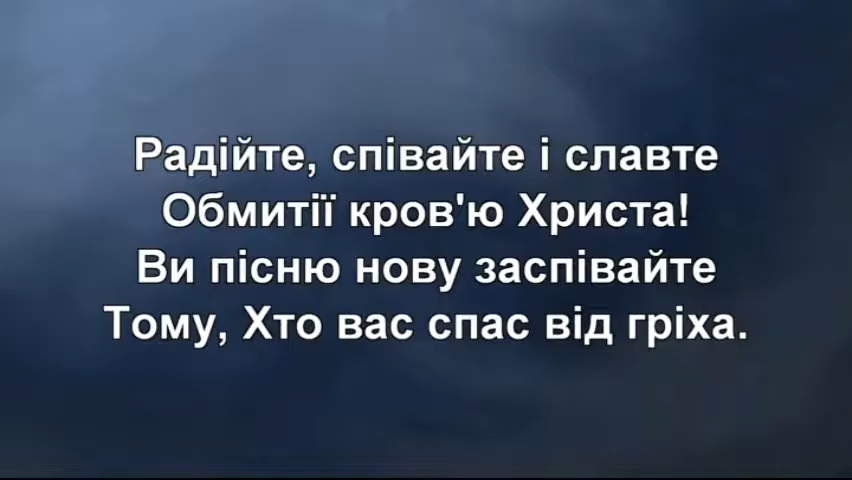 Радійте, співайте і славте
Обмитії кров'ю Христа!
Ви пісню нову заспівайте
Тому, Хто вас спас від гріха.